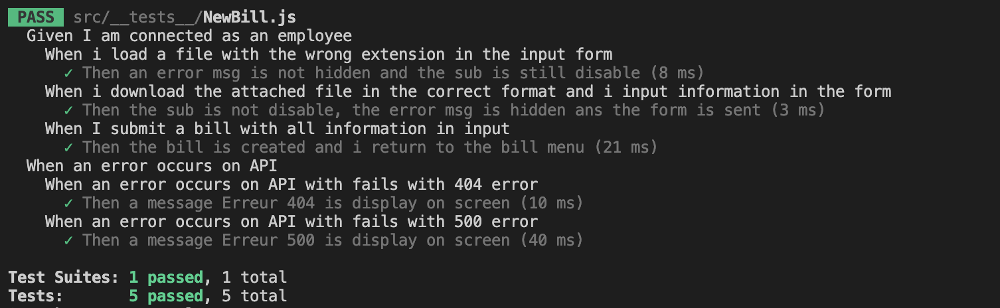 PASS src/__tests__/NewBill.js
Given I am connected as an employee
When i load a file with the wrong extension in the input form
✓ Then an error msg is not hidden and the sub is still disable (8 ms)
When i download the attached file in the correct format and i input information in the form
✓ Then the sub is not disable, the error msg is hidden ans the form is sent (3 ms)
When I submit a bill with all information in input
✓ Then the bill is created and i return to the bill menu (21 ms)
When an error occurs on API
When an error occurs on API with fails with 404 error
✓ Then a message Erreur 404 is display on screen (10 ms)
When an error occurs on API with fails with 500 error
✓ Then a message Erreur 500 is display on screen (40 ms)
Test Suites: 1 passed, 1 total
Tests: 5 passed, 5 total